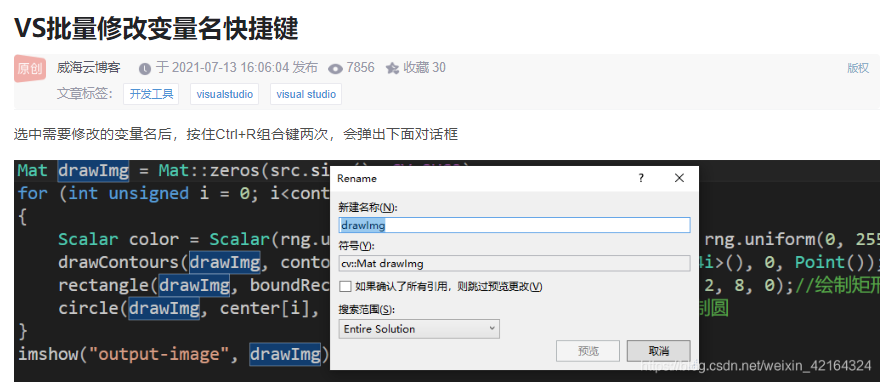 VS批量修改变量名快捷键
原创 威海云博客 于 2021-07-13 16:06:04 发布 7856 收藏 30 版权
文章标签： 开发工具 visualstudio visual studio
选中需要修改的变量名后，按住Ctrl+R组合键两次，会弹出下面对话框
Mat drawImg = Mat::zeros(src.si
Rename ? ×
for (int unsigned i = 0; i<cont
新建名称(N):
{
drawImg
Scalar color = Scalar(rng.u rng.uniform(0, 255
符号(Y):
drawContours(drawImg, conto cv::Mat drawImg 4i>(), 0, Point());
rectangle(drawImg, boundRec 如果确认了所有引用，则跳过预览更改(V) 2, 8, 0);//绘制矩形
circle(drawImg, center[i], 搜索范围(S): 制圆
}
Entire Solution
imshow("output-image", drawImg) 预览 取消
https://blog.csdn.net/weixin_42164324